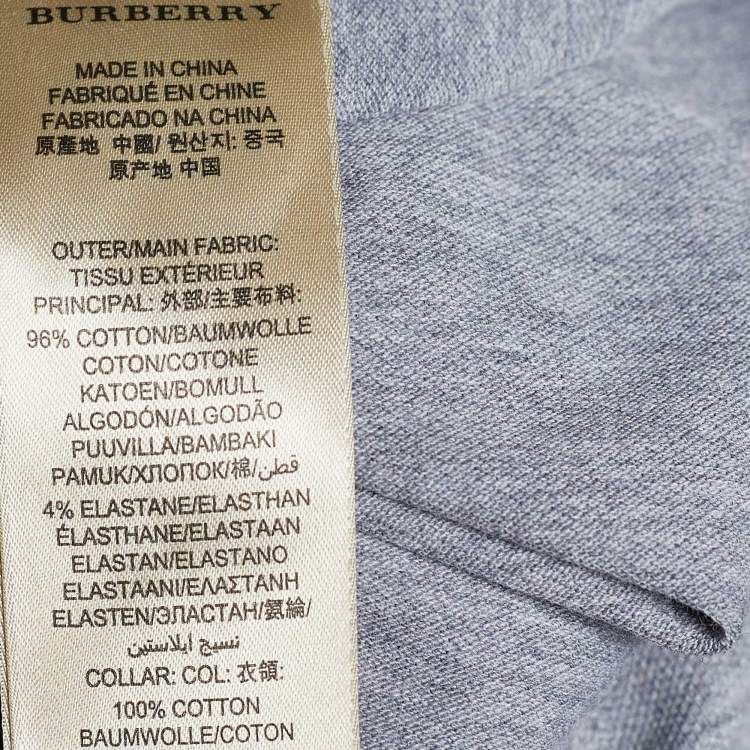 BURBERRY
MADE IN CHINA
FABRIQUÉ EN CHINE
FABRICADO NA CHINA
原產地 中國/ 원산지: 중국
原产地 中国
OUTER/MAIN FABRIC:
TISSU EXTÉRIEUR
PRINCIPAL: 外部/主要布料:
96% COTTON/BAUMWOLLE
COTON/COTONE
KATOEN/BOMULL
ALGODÓN/ALGODÃO
PUUVILLA/BAMBAKI
PAMUK/ХЛОПОК/棉/قطن
4% ELASTANE/ELASTHAN
ÉLASTHANE/ELASTAAN
ELASTAN/ELASTANO
ELASTAANI/ΕΛΑΣΤΑΝΗ
ELASTEN/ЭЛАСТАН/氨綸/
نسيج ايلاستين
COLLAR: COL: 衣領:
100% COTTON
BAUMWOLLE/COTON